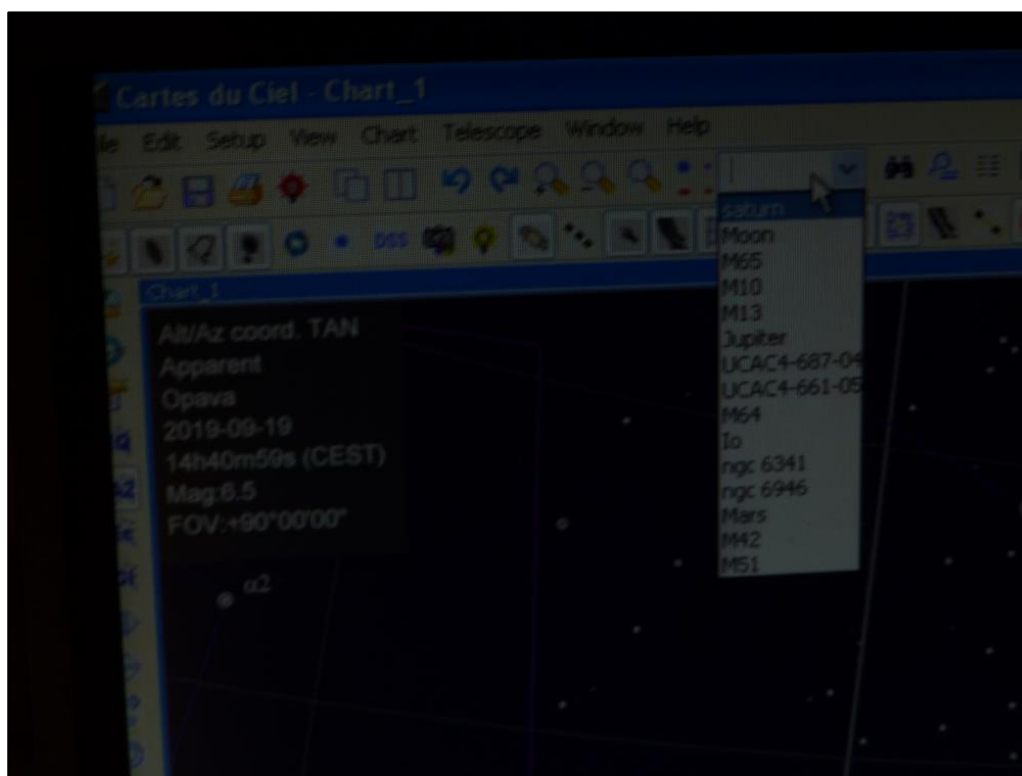 Cartes du Ciel - Chart_1
Edit Setup View Chart Telescope Window Help
DSS
Chart_1
Alt/Az coord. TAN
Apparent
Opava
2019-09-19
14h40m59s (CEST)
Mag:6.5
FOV:+90°00'00"
α2
saturn
Moon
M65
M10
M13
Jupiter
UCAC4-687-04
UCAC4-661-05
M64
Io
ngc 6341
ngc 6946
Mars
M42
M51